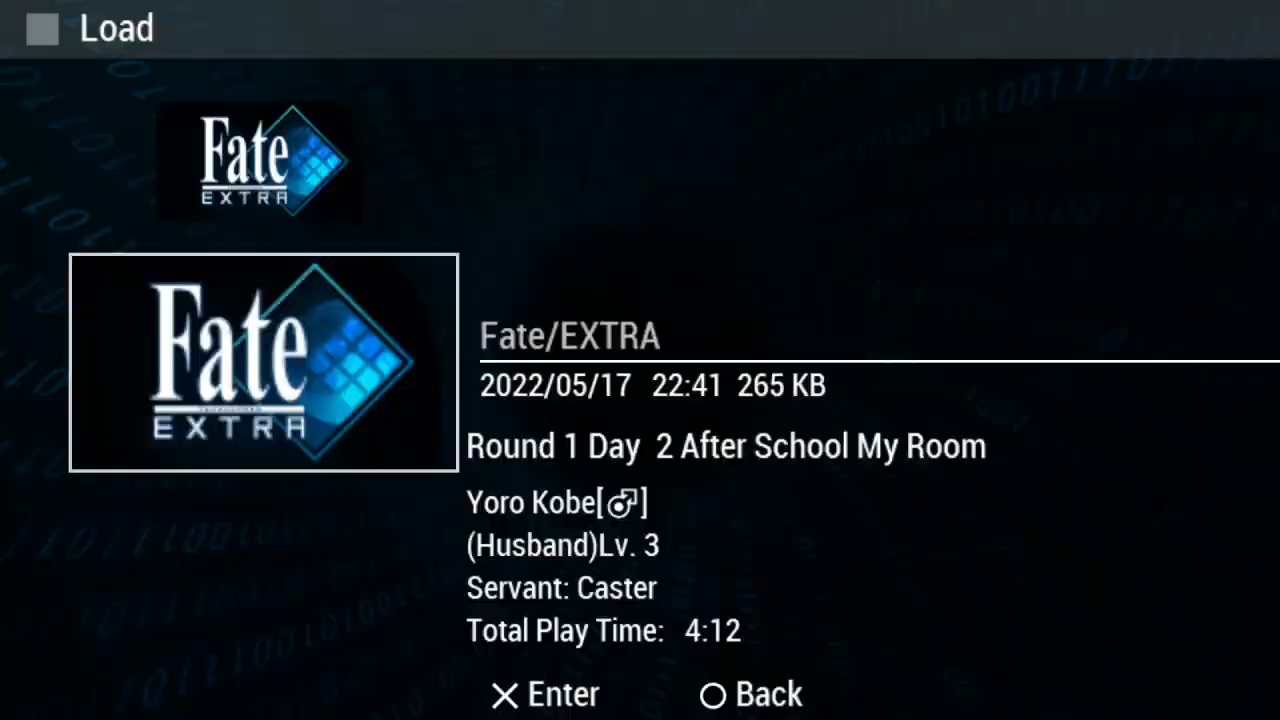 Load
Fate
EXTRA
Fate
EXTRA
Fate/EXTRA
2022/05/17 22:41 265 KB
Round 1 Day 2 After School My Room
Yoro Kobe[♂]
(Husband)Lv. 3
Servant: Caster
Total Play Time: 4:12
Enter Back